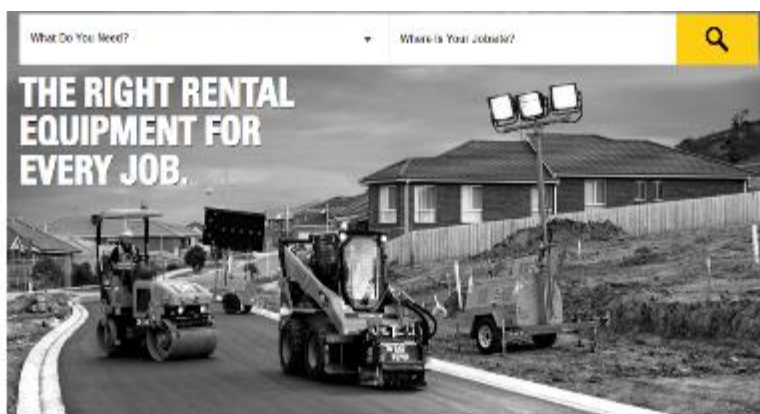 What Do You Need?
Where Is Your Jobsite?
THE RIGHT RENTAL
EQUIPMENT FOR
EVERY JOB.